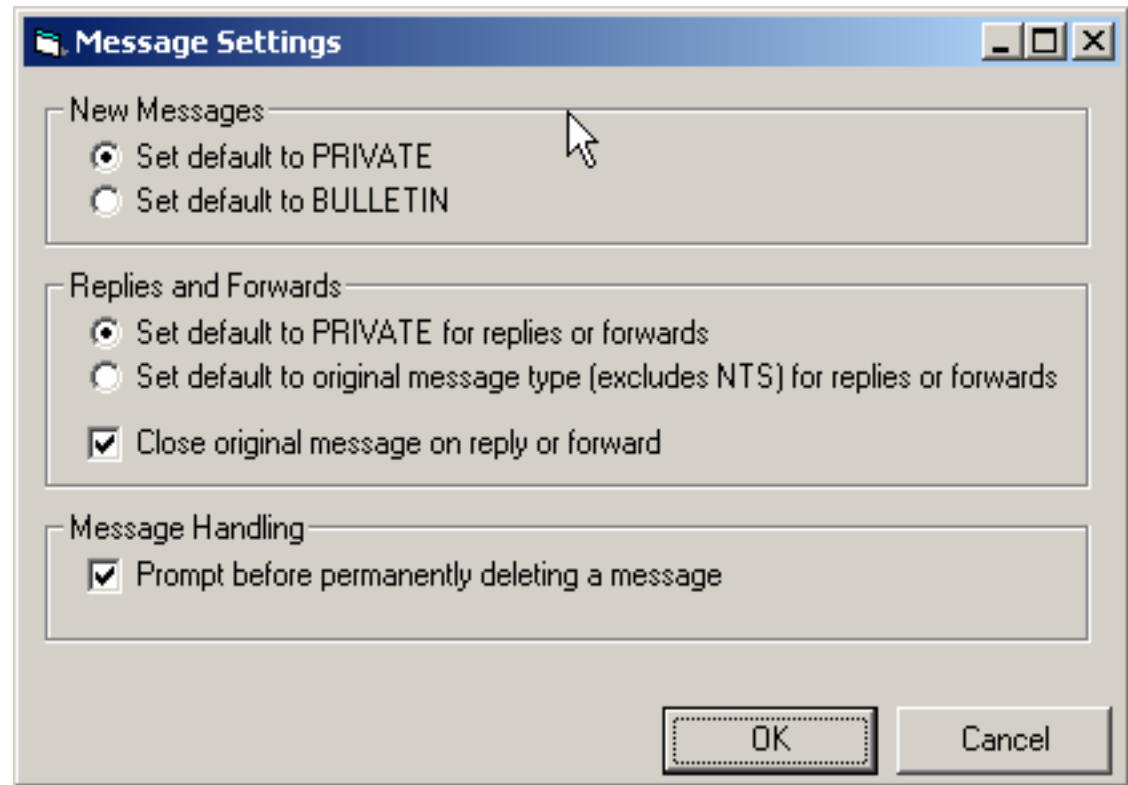 Message Settings
New Messages
Set default to PRIVATE
Set default to BULLETIN
Replies and Forwards
Set default to PRIVATE for replies or forwards
Set default to original message type (excludes NTS) for replies or forwards
Close original message on reply or forward
Message Handling
Prompt before permanently deleting a message
OK
Cancel